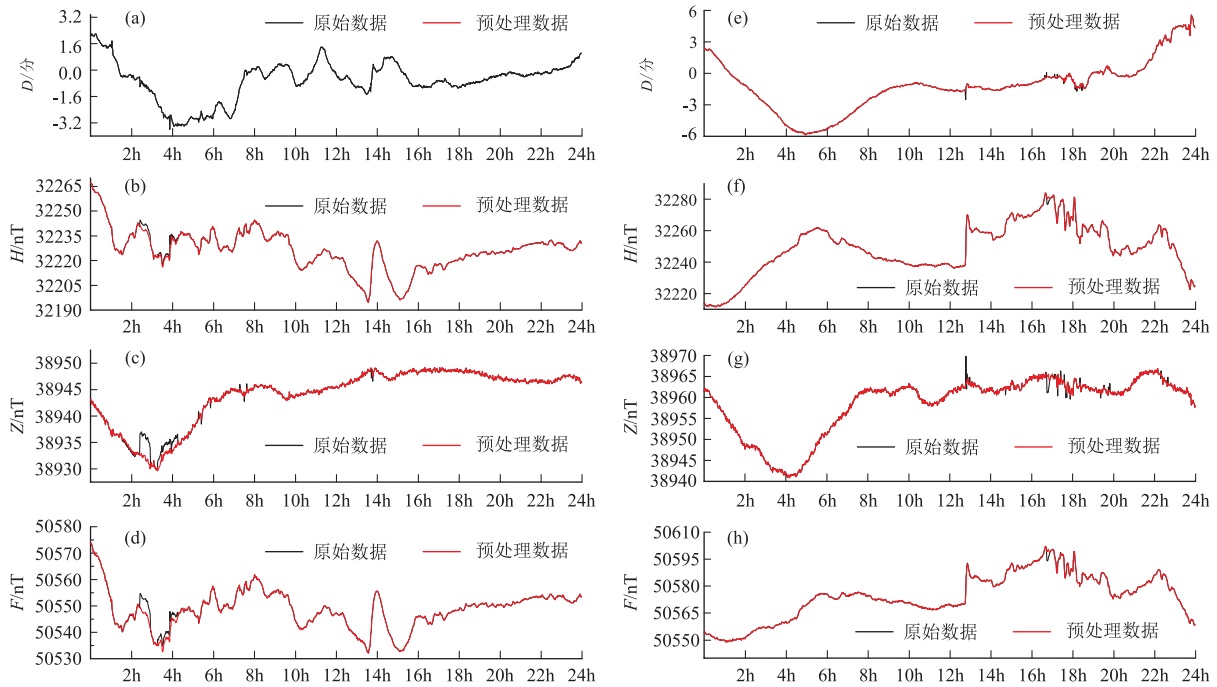 (a)
原始数据
预处理数据
D/分
3.2
1.6
0.0
-1.6
-3.2
2h 4h 6h 8h 10h 12h 14h 16h 18h 20h 22h 24h
(b)
原始数据
预处理数据
H/nT
32265
32250
32235
32220
32205
32190
2h 4h 6h 8h 10h 12h 14h 16h 18h 20h 22h 24h
(c)
原始数据
预处理数据
Z/nT
38950
38945
38940
38935
38930
2h 4h 6h 8h 10h 12h 14h 16h 18h 20h 22h 24h
(d)
原始数据
预处理数据
F/nT
50580
50570
50560
50550
50540
50530
2h 4h 6h 8h 10h 12h 14h 16h 18h 20h 22h 24h
(e)
原始数据
预处理数据
D/分
6
3
0
-3
-6
2h 4h 6h 8h 10h 12h 14h 16h 18h 20h 22h 24h
(f)
原始数据
预处理数据
H/nT
32280
32260
32240
32220
2h 4h 6h 8h 10h 12h 14h 16h 18h 20h 22h 24h
(g)
原始数据
预处理数据
Z/nT
38970
38965
38960
38955
38950
38945
38940
2h 4h 6h 8h 10h 12h 14h 16h 18h 20h 22h 24h
(h)
原始数据
预处理数据
F/nT
50610
50595
50580
50565
50550
2h 4h 6h 8h 10h 12h 14h 16h 18h 20h 22h 24h